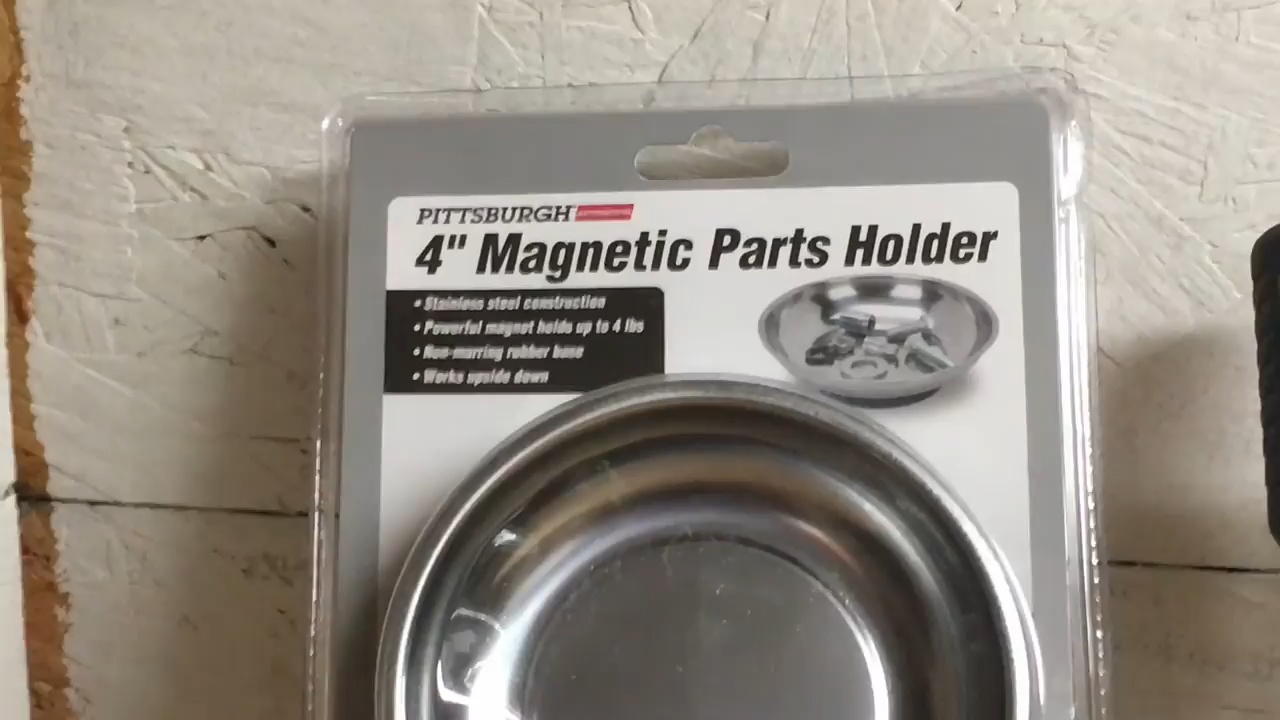 PITTSBURGH
4" Magnetic Parts Holder
• Stainless steel construction
• Powerful magnet holds up to 4 lbs
• Non-marring rubber base
• Works upside down